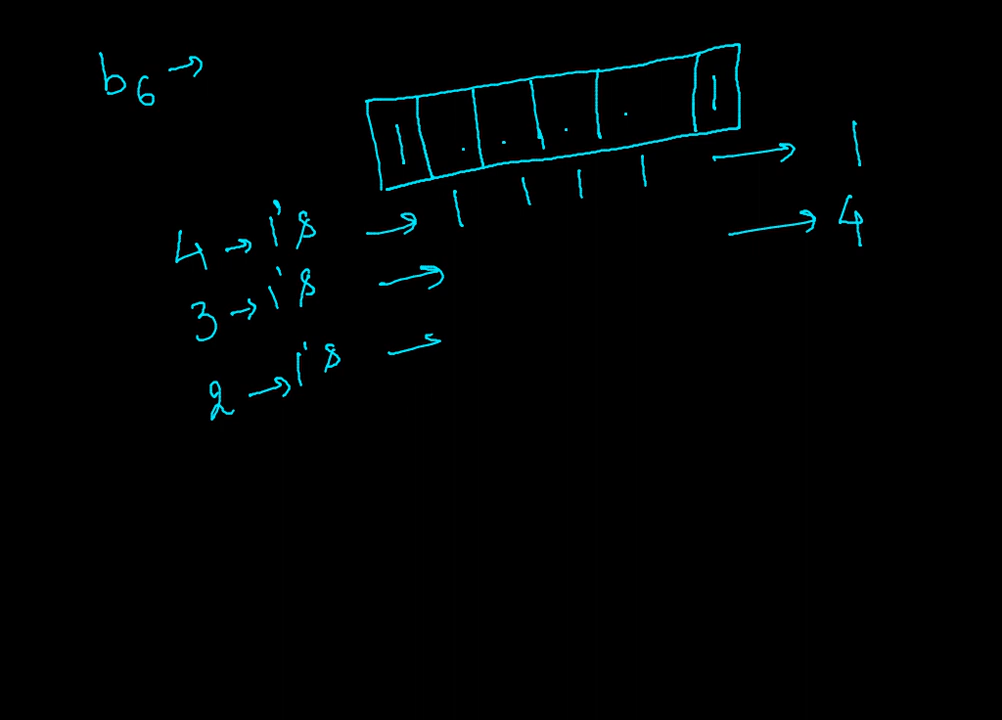 b6 →
1 . . . . 1
1 1 1 1 → 1
4 → 1's → → 4
3 → 1's →
2 → 1's →